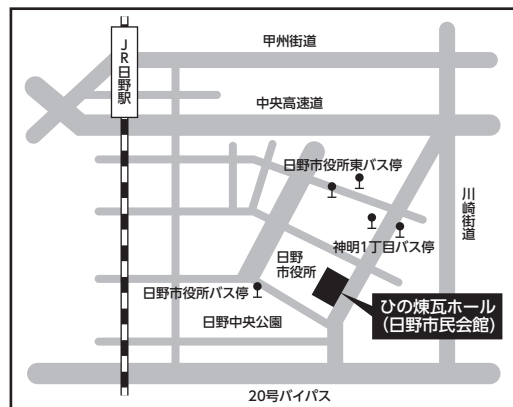 甲州街道
JR日野駅
中央高速道
日野市役所東バス停
川崎街道
神明1丁目バス停
日野
市役所
日野市役所バス停
ひの煉瓦ホール
(日野市民会館)
日野中央公園
20号バイパス